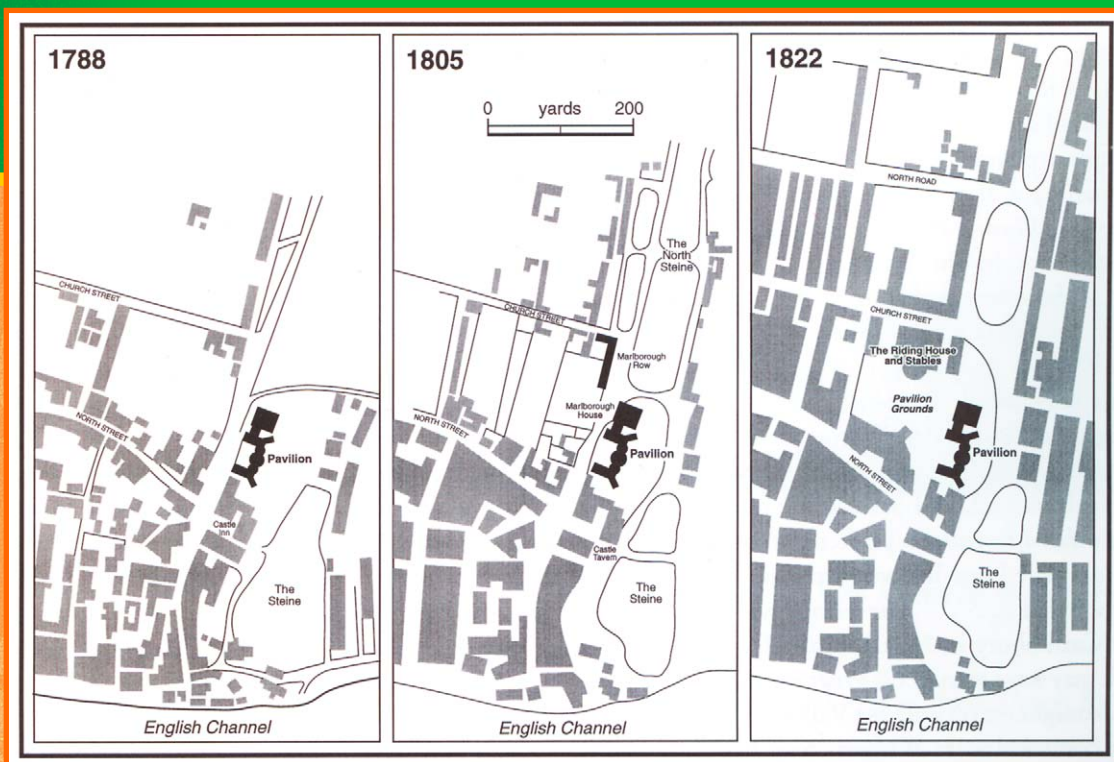 1788
CHURCH STREET
NORTH STREET
Pavilion
Castle
Inn
The
Steine
English Channel
1805
0 yards 200
The
North
Steine
CHURCH STREET
Marlborough
Row
Marlborough
House
NORTH STREET
Pavilion
Castle
Tavern
The
Steine
English Channel
1822
NORTH ROAD
CHURCH STREET
The Riding House
and Stables
Pavilion
Grounds
Pavilion
NORTH STREET
The
Steine
English Channel